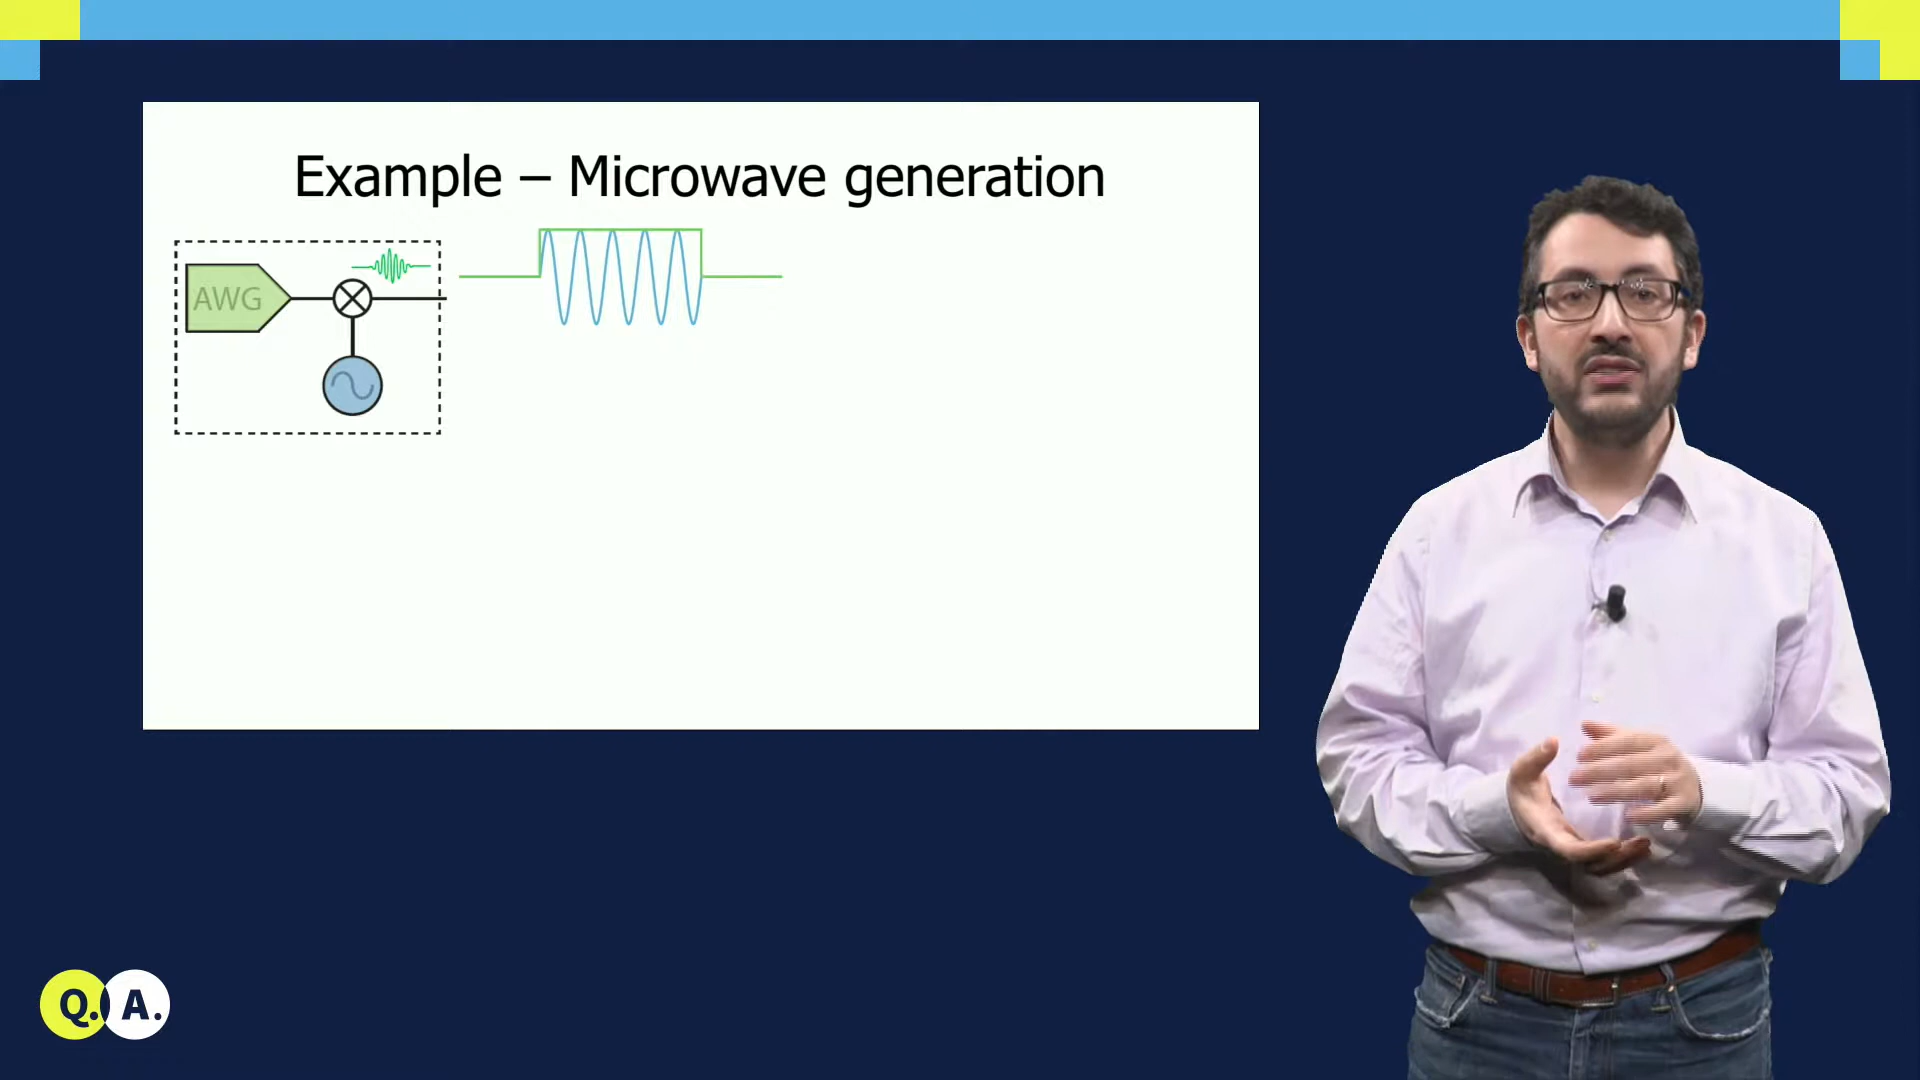 Example – Microwave generation
AWG
Q. A.